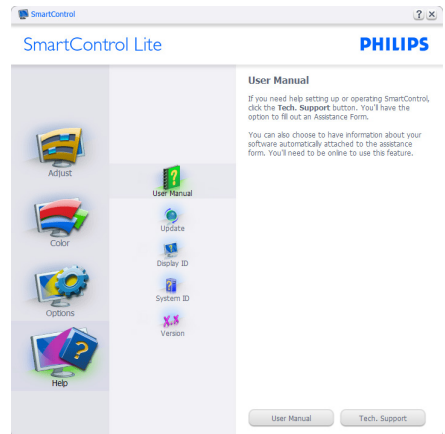 SmartControl
SmartControl Lite
PHILIPS
Adjust
Color
Options
Help
User Manual
Update
Display ID
System ID
X.X
Version
User Manual
If you need help setting up or operating SmartControl,
click the Tech. Support button. You'll have the
option to fill out an Assistance Form.
You can also choose to have information about your
software automatically attached to the assistance
form. You'll need to be online to use this feature.
User Manual
Tech. Support